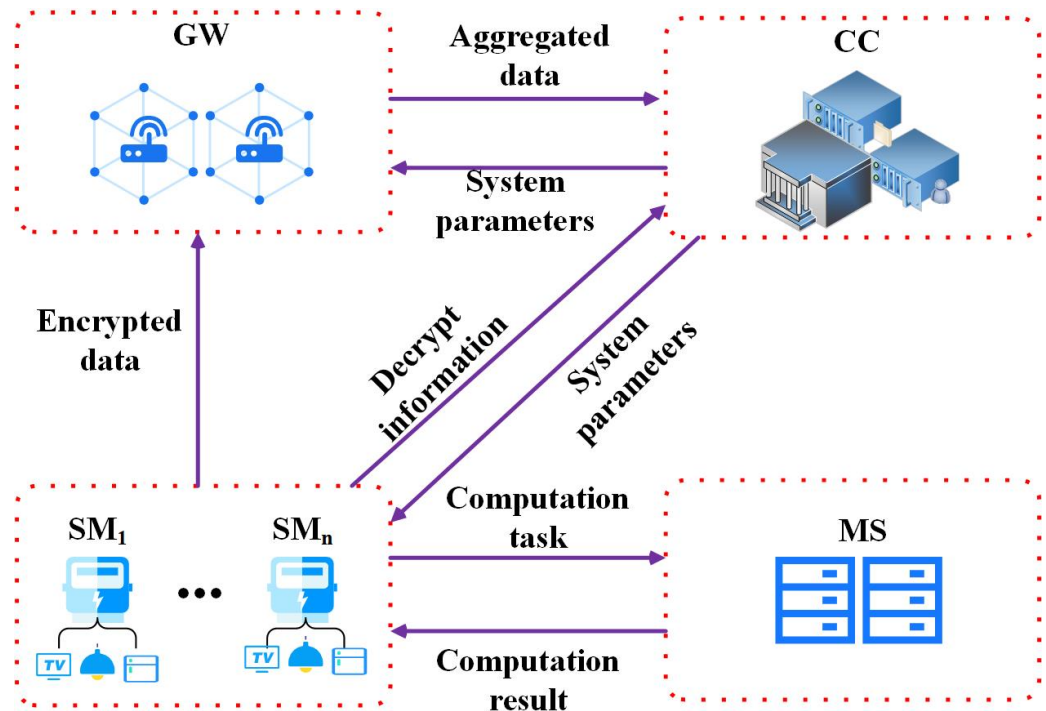 GW
Aggregated
data
CC
System
parameters
Encrypted
data
Decrypt
information
System
parameters
SM₁
SMₙ
Computation
task
MS
TV
TV
Computation
result